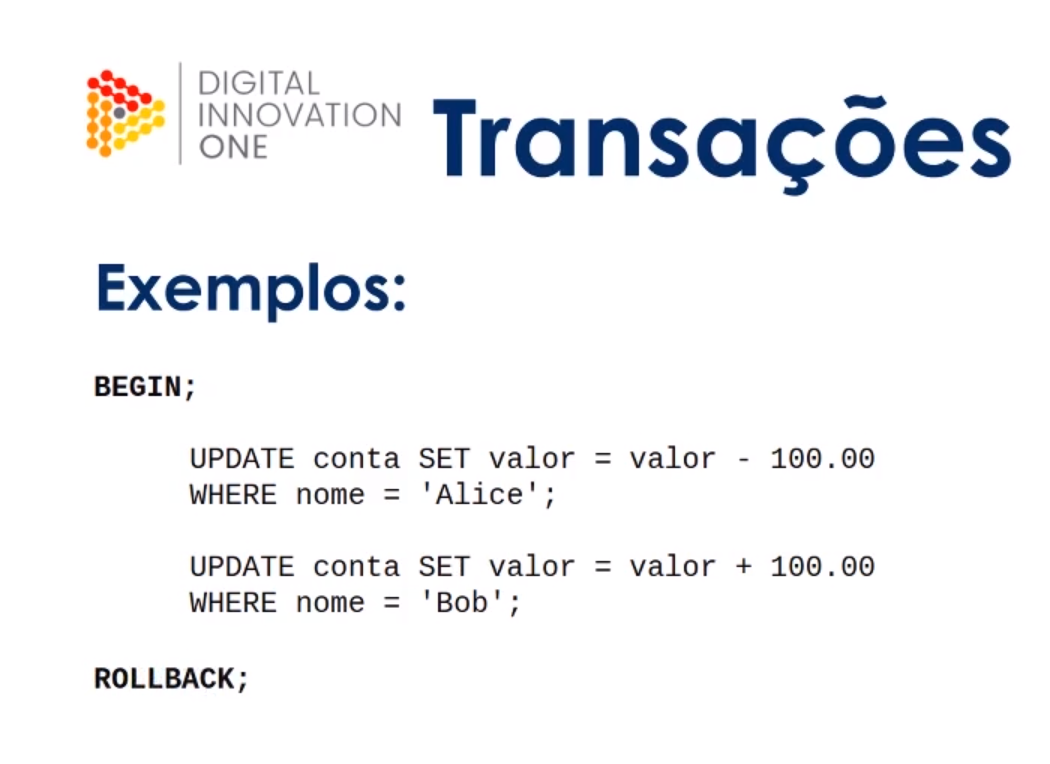 DIGITAL
INNOVATION
ONE
Transações
Exemplos:
BEGIN;
UPDATE conta SET valor = valor - 100.00
WHERE nome = 'Alice';
UPDATE conta SET valor = valor + 100.00
WHERE nome = 'Bob';
ROLLBACK;